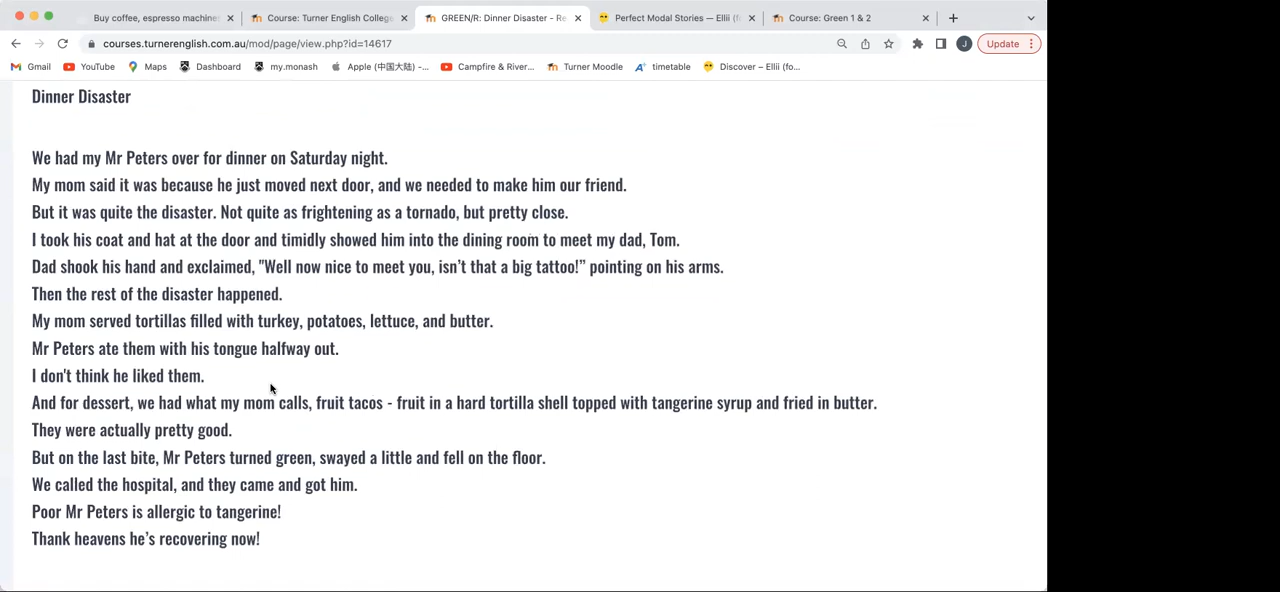 Buy coffee, espresso machine
Course: Turner English College
GREEN/R: Dinner Disaster - Re
Perfect Modal Stories — Ellii (f
Course: Green 1 & 2
courses.turnerenglish.com.au/mod/page/view.php?id=14617
J
Update
Gmail
YouTube
Maps
Dashboard
my.monash
Apple (中国大陆) -...
Campfire & River...
Turner Moodle
timetable
Discover – Ellii (fo...
Dinner Disaster
We had my Mr Peters over for dinner on Saturday night.
My mom said it was because he just moved next door, and we needed to make him our friend.
But it was quite the disaster. Not quite as frightening as a tornado, but pretty close.
I took his coat and hat at the door and timidly showed him into the dining room to meet my dad, Tom.
Dad shook his hand and exclaimed, "Well now nice to meet you, isn't that a big tattoo!” pointing on his arms.
Then the rest of the disaster happened.
My mom served tortillas filled with turkey, potatoes, lettuce, and butter.
Mr Peters ate them with his tongue halfway out.
I don't think he liked them.
And for dessert, we had what my mom calls, fruit tacos - fruit in a hard tortilla shell topped with tangerine syrup and fried in butter.
They were actually pretty good.
But on the last bite, Mr Peters turned green, swayed a little and fell on the floor.
We called the hospital, and they came and got him.
Poor Mr Peters is allergic to tangerine!
Thank heavens he's recovering now!